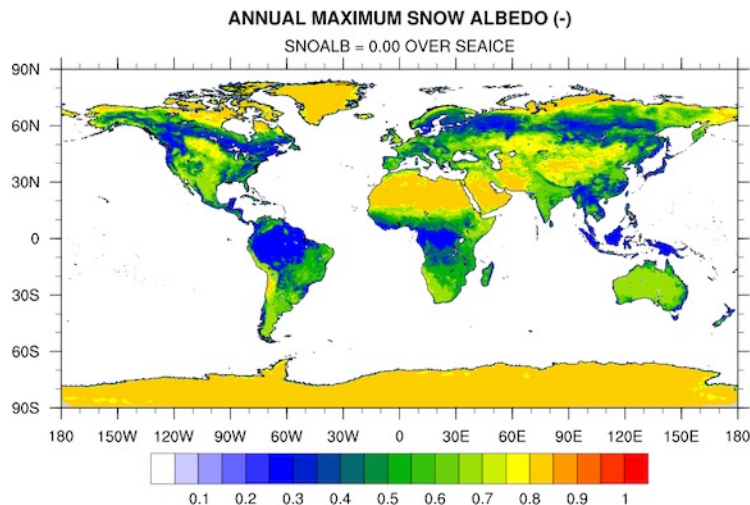 ANNUAL MAXIMUM SNOW ALBEDO (-)
SNOALB = 0.00 OVER SEAICE
90N
60N
30N
0
30S
60S
90S
180 150W 120W 90W 60W 30W 0 30E 60E 90E 120E 150E 180
0.1 0.2 0.3 0.4 0.5 0.6 0.7 0.8 0.9 1